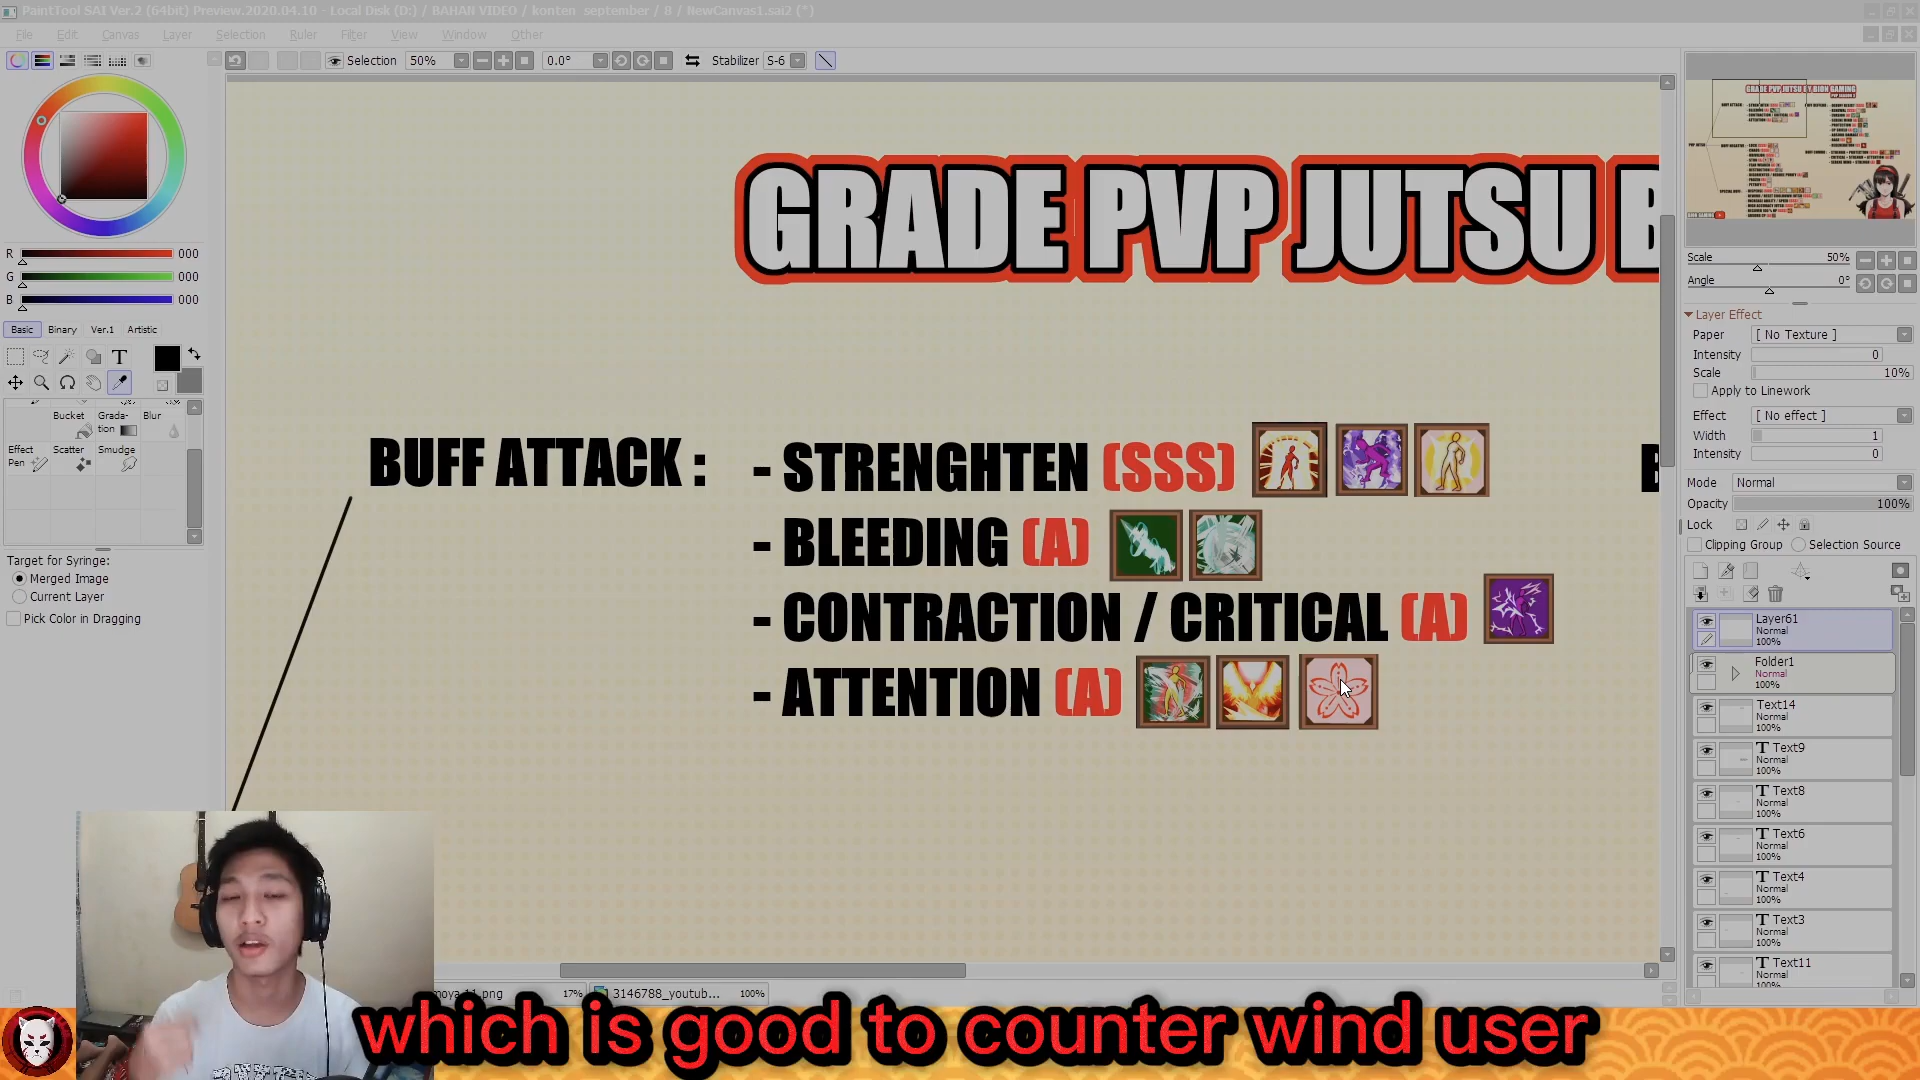 PaintTool SAI Ver.2 (64bit) Preview.2020.04.10 - Local Disk (D:) / BAHAN VIDEO / konten september / 8 / NewCanvas1.sai2 (*)
File Edit Canvas Layer Selection Ruler Filter View Window Other
Selection 50% 0.0° Stabilizer S-6
R 000
G 000
B 000
Basic Binary Ver.1 Artistic
T
Bucket Grada-tion Blur
Effect Pen Scatter Smudge
Target for Syringe:
Merged Image
Current Layer
Pick Color in Dragging
GRADE PVP JUTSU B
BUFF ATTACK :
- STRENGHTEN (SSS)
- BLEEDING (A)
- CONTRACTION / CRITICAL (A)
- ATTENTION (A)
Scale 50%
Angle 0°
Layer Effect
Paper [ No Texture ]
Intensity 0
Scale 10%
Apply to Linework
Effect [ No effect ]
Width 1
Intensity 0
Mode Normal
Opacity 100%
Lock
Clipping Group Selection Source
Layer61
Normal
100%
Folder1
Normal
100%
Text14
Normal
100%
T Text9
Normal
100%
T Text8
Normal
100%
T Text6
Normal
100%
T Text4
Normal
100%
T Text3
Normal
100%
T Text11
Normal
17% 3146788_youtub... 100%
which is good to counter wind user